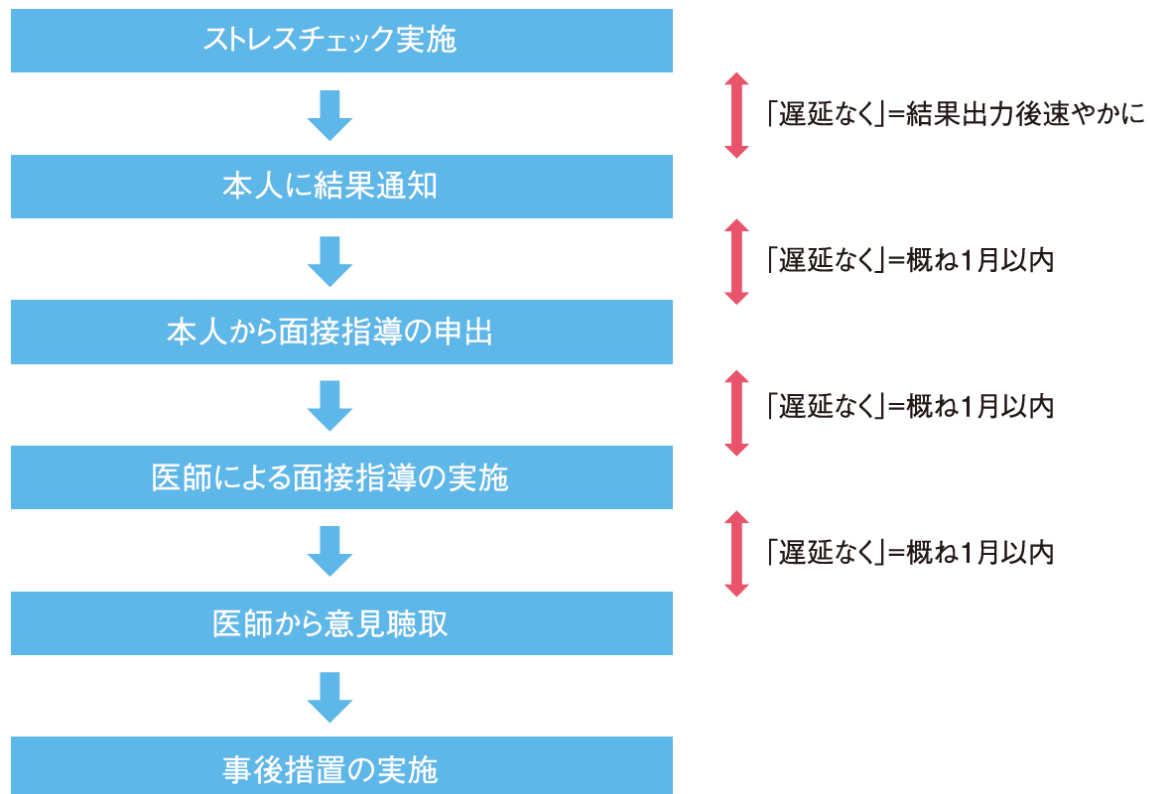 ストレスチェック実施
「遅延なく」=結果出力後速やかに
本人に結果通知
「遅延なく」=概ね1月以内
本人から面接指導の申出
「遅延なく」=概ね1月以内
医師による面接指導の実施
「遅延なく」=概ね1月以内
医師から意見聴取
事後措置の実施